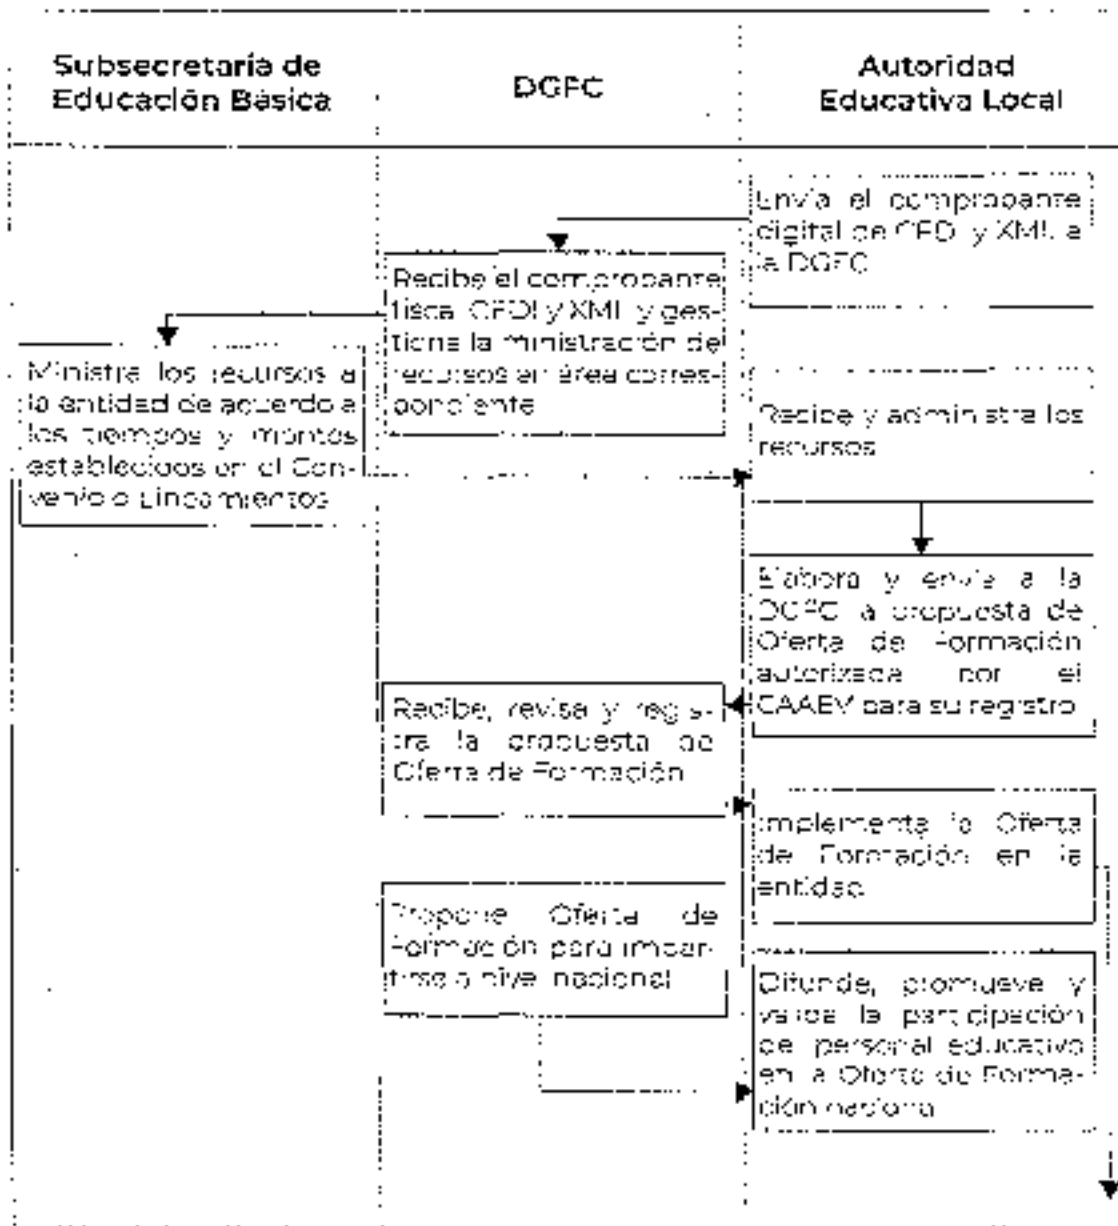 Subsecretaría de
Educación Básica
DGFC
Autoridad
Educativa Local
Envía el comprobante
digital de CFDI y XML a
la DGFC
Recibe el comprobante
fiscal CFDI y XML y ges-
tiona la ministración de
recursos al área corres-
pondiente
Ministra los recursos a
la entidad de acuerdo a
los tiempos y montos
establecidos en el Con-
venio o Lineamientos
Recibe y administra los
recursos
Elabora y envía a la
DGFC la propuesta de
Oferta de Formación
autorizada por el
CAAEV para su registro
Recibe, revisa y regis-
tra la propuesta de
Oferta de Formación
Implementa la Oferta
de Formación en la
entidad
Propone Oferta de
Formación para impar-
tirse a nivel nacional
Difunde, promueve y
valida la participación
del personal educativo
en la Oferta de Forma-
ción nacional